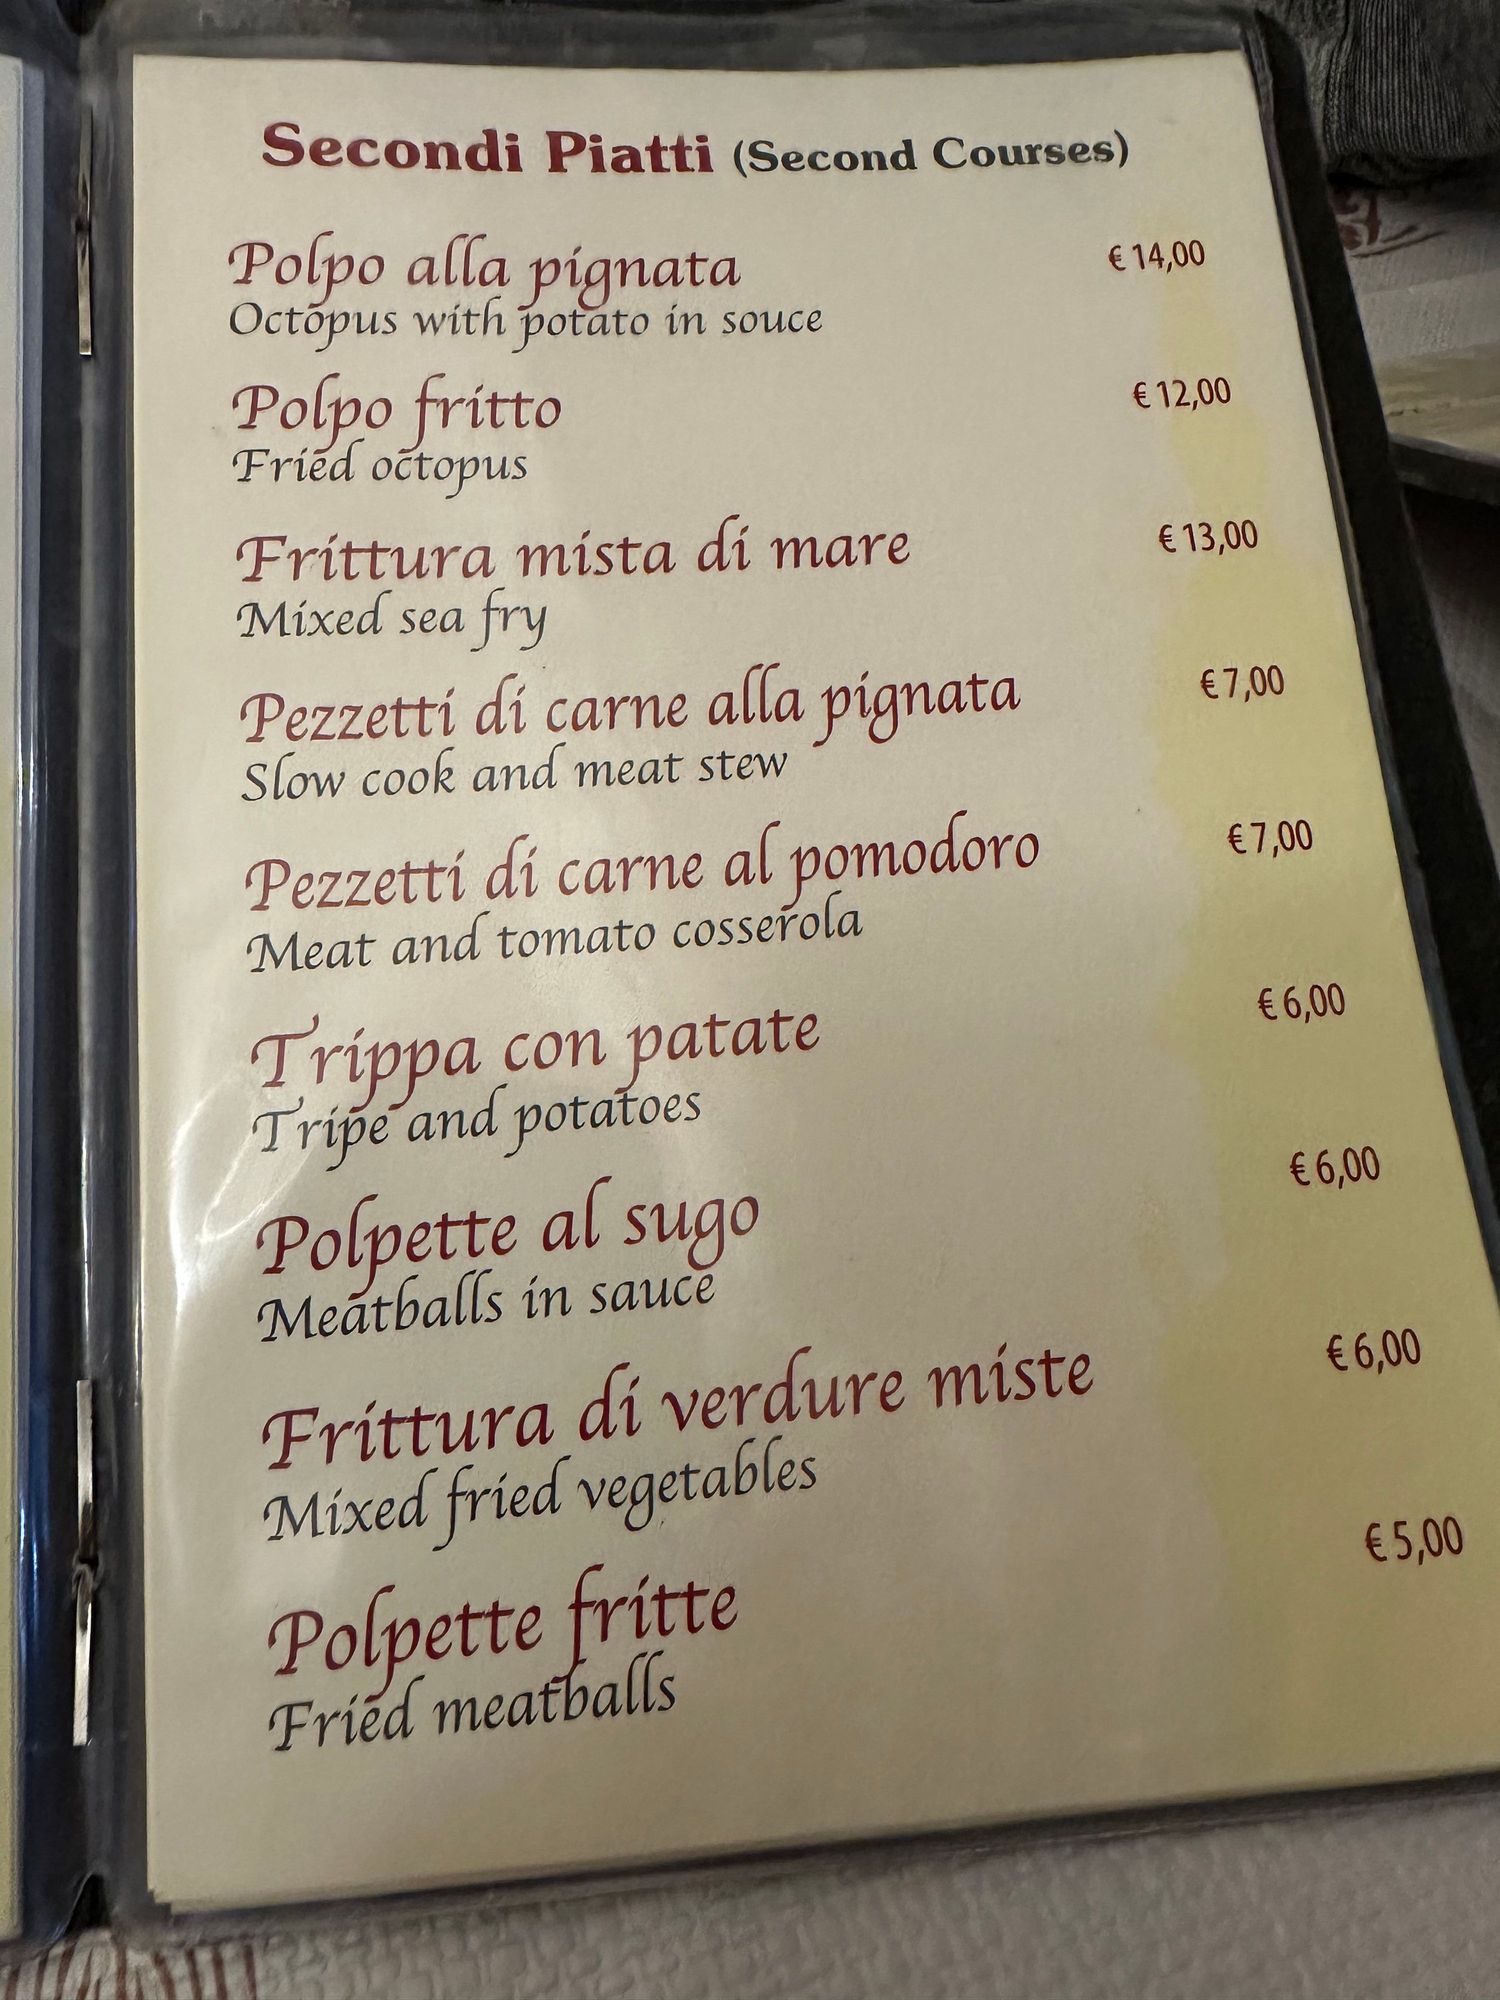 Secondi Piatti (Second Courses)
Polpo alla pignata € 14,00
Octopus with potato in souce
Polpo fritto € 12,00
Fried octopus
Frittura mista di mare € 13,00
Mixed sea fry
Pezzetti di carne alla pignata € 7,00
Slow cook and meat stew
Pezzetti di carne al pomodoro € 7,00
Meat and tomato cosserola
Trippa con patate € 6,00
Tripe and potatoes
Polpette al sugo € 6,00
Meatballs in sauce
Frittura di verdure miste € 6,00
Mixed fried vegetables
Polpette fritte € 5,00
Fried meatballs